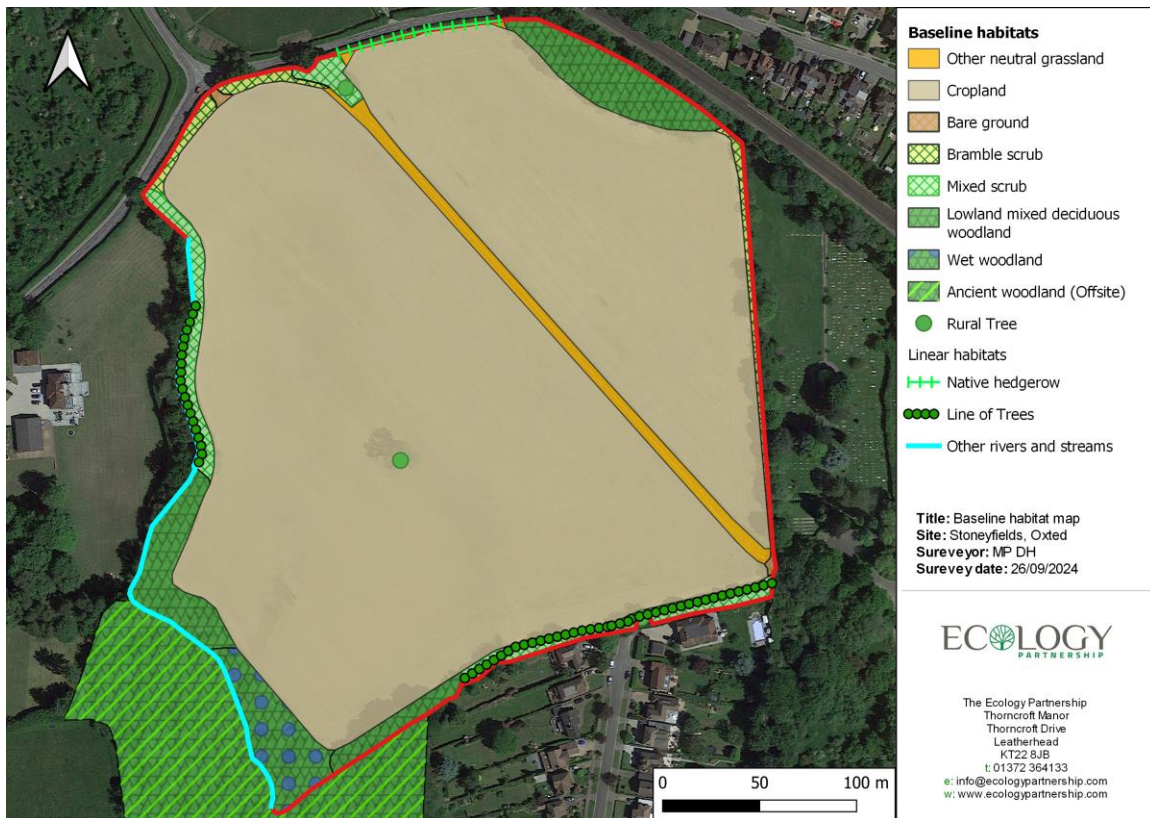 Baseline habitats
Other neutral grassland
Cropland
Bare ground
Bramble scrub
Mixed scrub
Lowland mixed deciduous
woodland
Wet woodland
Ancient woodland (Offsite)
Rural Tree
Linear habitats
Native hedgerow
Line of Trees
Other rivers and streams
Title: Baseline habitat map
Site: Stoneyfields, Oxted
Sureveyor: MP DH
Surevey date: 26/09/2024
ECOLOGY
PARTNERSHIP
The Ecology Partnership
Thorncroft Manor
Thorncroft Drive
Leatherhead
KT22 8JB
t: 01372 364133
e: info@ecologypartnership.com
w: www.ecologypartnership.com
0 50 100 m